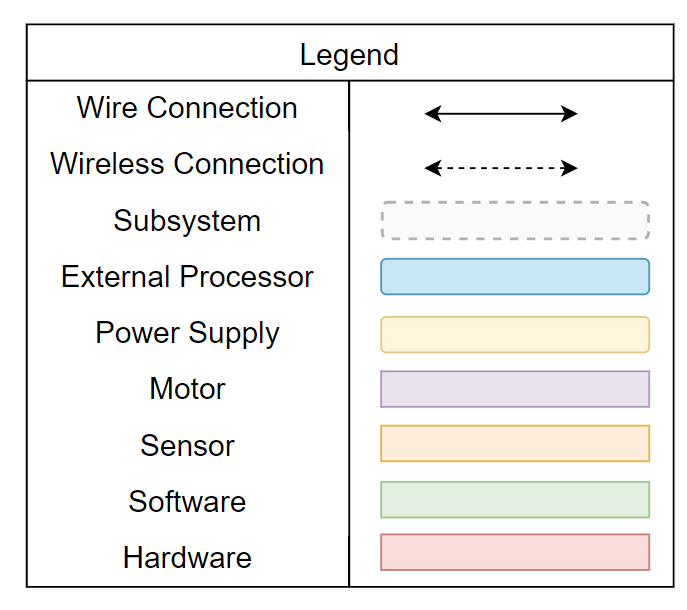 Legend
Wire Connection
Wireless Connection
Subsystem
External Processor
Power Supply
Motor
Sensor
Software
Hardware